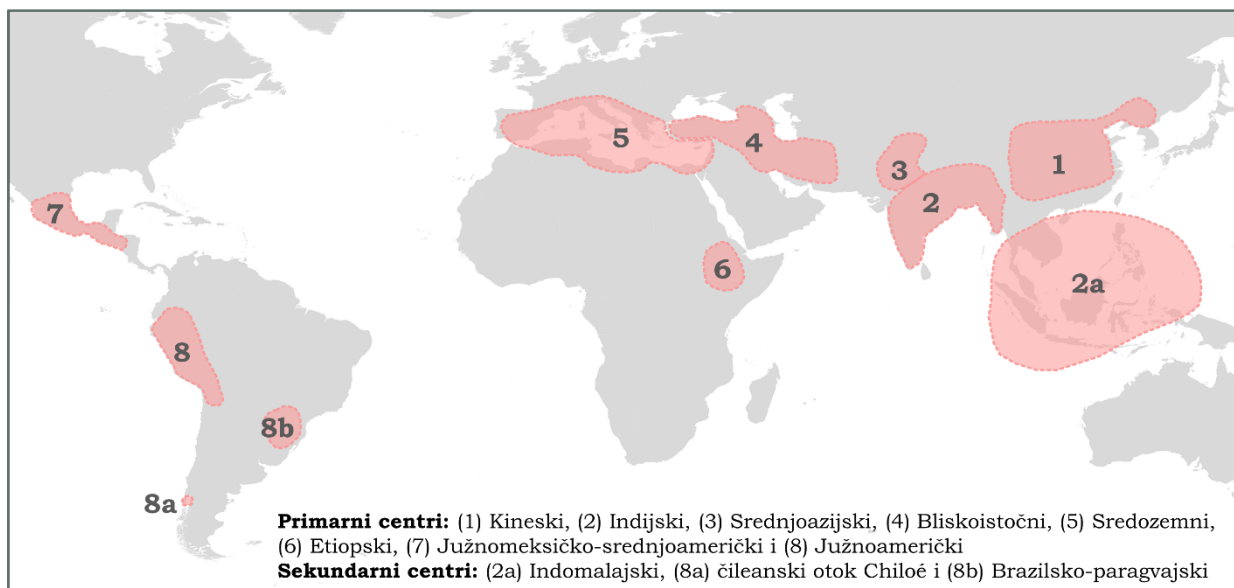 5
4
1
3
2
7
6
2a
8
8b
8a
Primarni centri: (1) Kineski, (2) Indijski, (3) Srednjoazijski, (4) Bliskoistočni, (5) Sredozemni,
(6) Etiopski, (7) Južnomeksičko-srednjoamerički i (8) Južnoamerički
Sekundarni centri: (2a) Indomalajski, (8a) čileanski otok Chiloé i (8b) Brazilsko-paragvajski